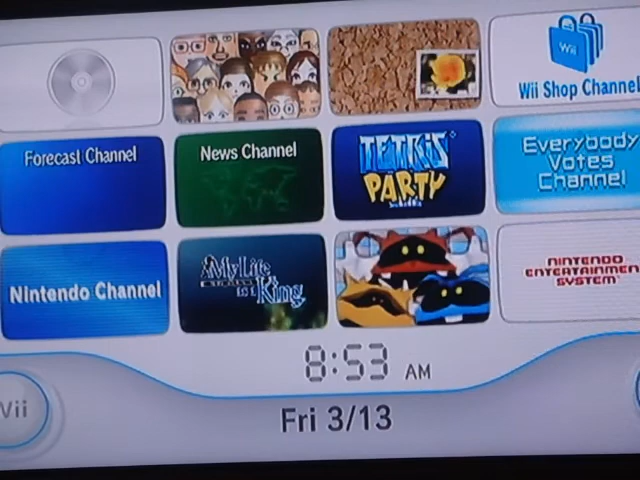 Wii
Wii Shop Channel
Forecast Channel
News Channel
TETRIS
PARTY
Everybody
Votes
Channel
Nintendo Channel
My Life
as a
King
NINTENDO
ENTERTAINMENT
SYSTEM
8:53 AM
Wii
Fri 3/13